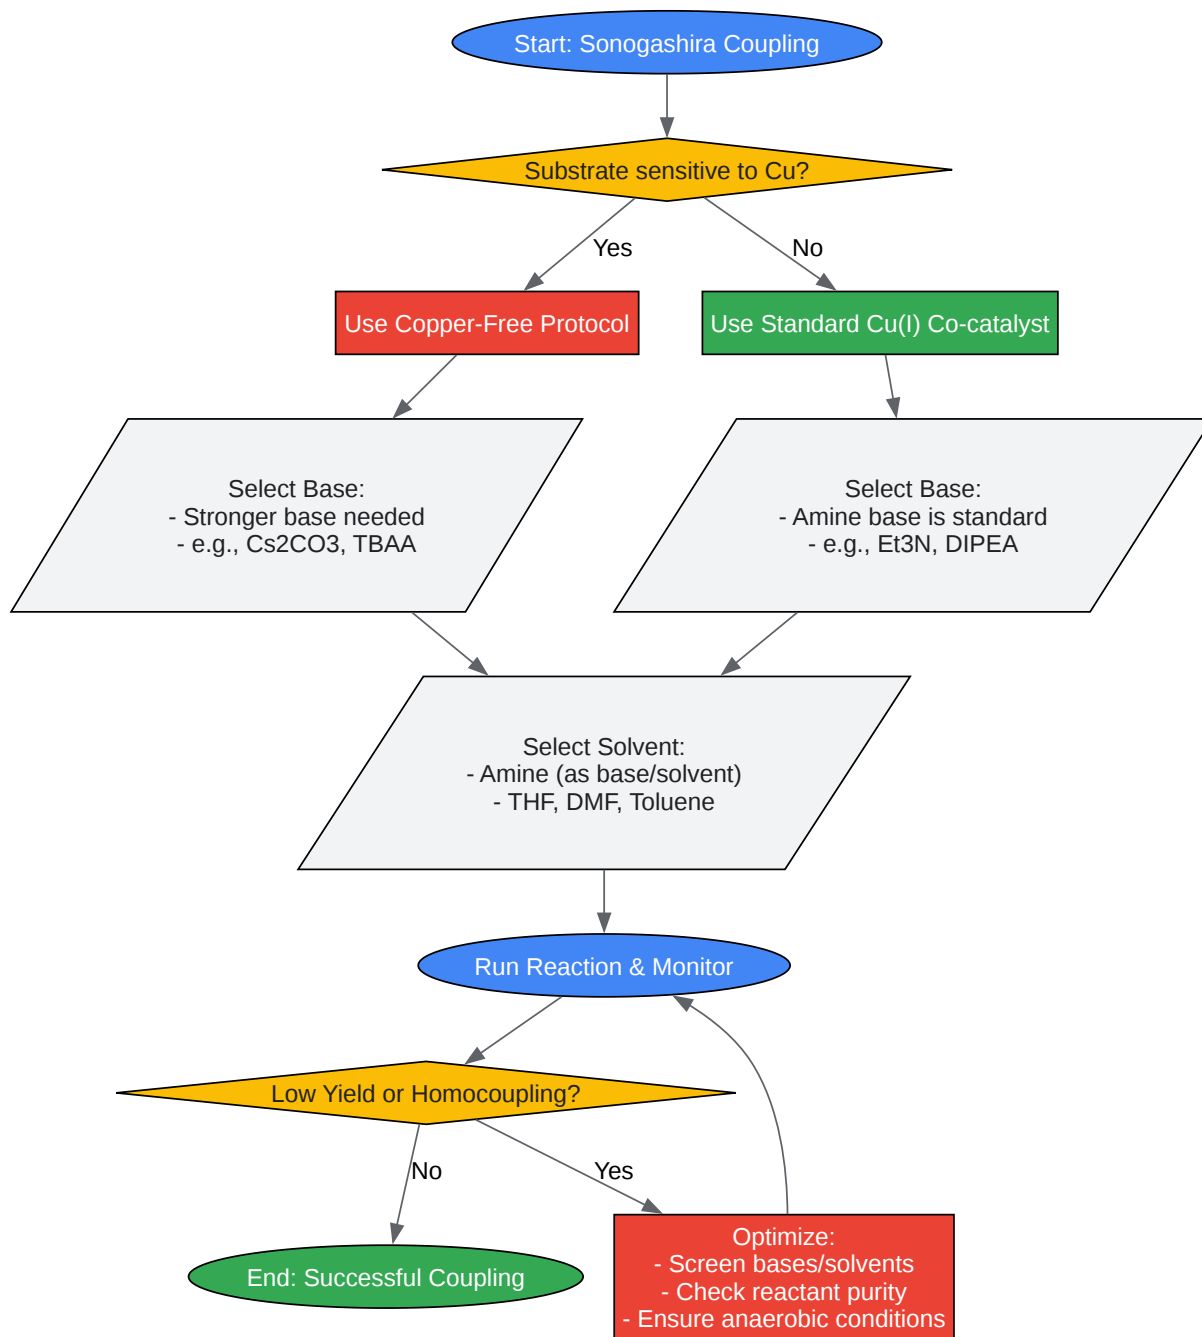 Start: Sonogashira Coupling
Substrate sensitive to Cu?
Yes
No
Use Copper-Free Protocol
Use Standard Cu(I) Co-catalyst
Select Base:
- Stronger base needed
- e.g., Cs2CO3, TBAA
Select Base:
- Amine base is standard
- e.g., Et3N, DIPEA
Select Solvent:
- Amine (as base/solvent)
- THF, DMF, Toluene
Run Reaction & Monitor
Low Yield or Homocoupling?
No
Yes
End: Successful Coupling
Optimize:
- Screen bases/solvents
- Check reactant purity
- Ensure anaerobic conditions